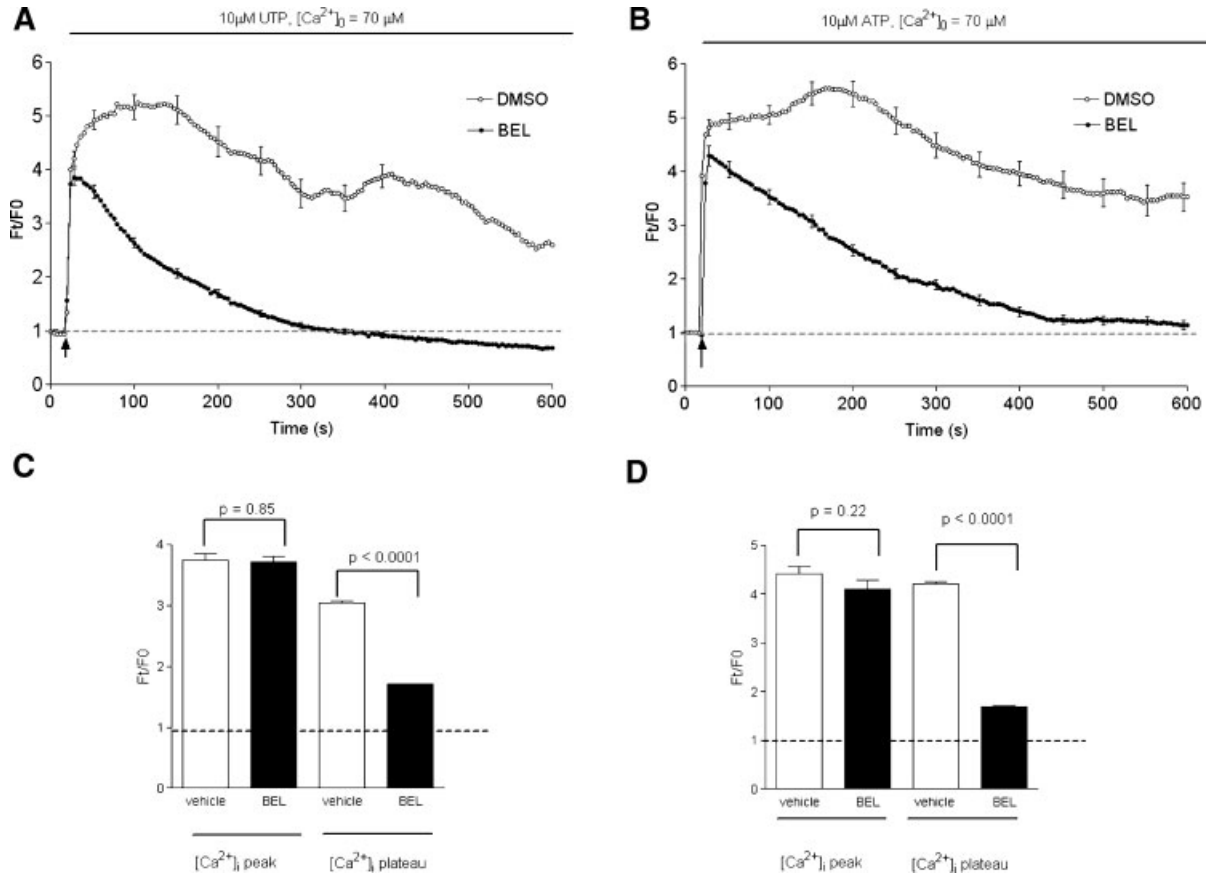 A
10µM UTP, [Ca2+]0 = 70 µM
6
5
4
3
2
1
0
Ft/F0
DMSO
BEL
0
100
200
300
400
500
600
Time (s)
B
10µM ATP, [Ca2+]0 = 70 µM
6
5
4
3
2
1
0
Ft/F0
DMSO
BEL
0
100
200
300
400
500
600
Time (s)
C
p = 0.85
p < 0.0001
4
3
2
1
0
Ft/F0
vehicle
BEL
vehicle
BEL
[Ca2+]i peak
[Ca2+]i plateau
D
p = 0.22
p < 0.0001
5
4
3
2
1
0
Ft/F0
vehicle
BEL
vehicle
BEL
[Ca2+]i peak
[Ca2+]i plateau